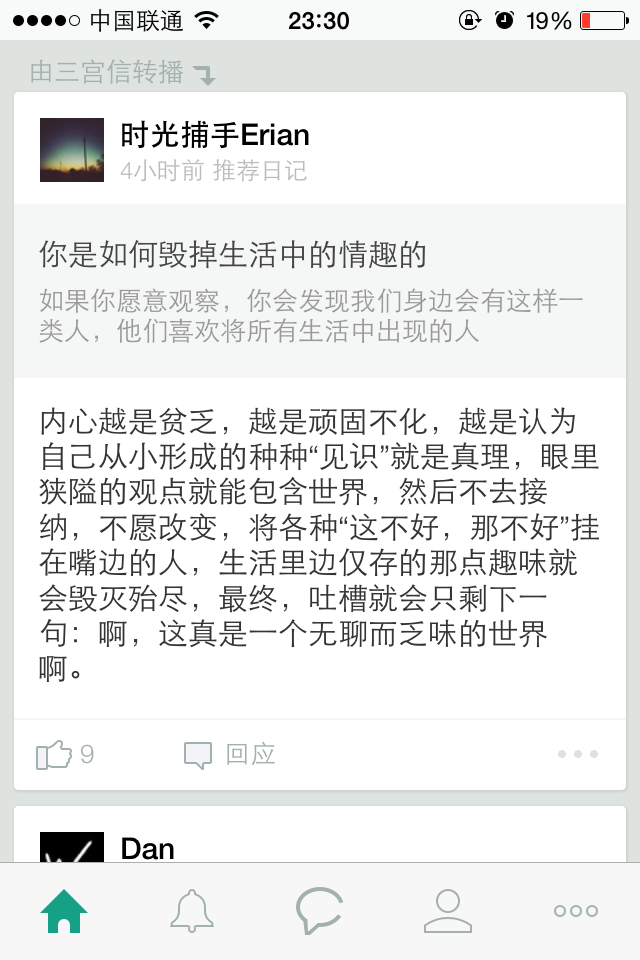 中国联通
23:30
19%
由三宫信转播
时光捕手Erian
4小时前 推荐日记
你是如何毁掉生活中的情趣的
如果你愿意观察，你会发现我们身边会有这样一
类人，他们喜欢将所有生活中出现的人
内心越是贫乏，越是顽固不化，越是认为
自己从小形成的种种“见识”就是真理，眼里
狭隘的观点就能包含世界，然后不去接
纳，不愿改变，将各种“这不好，那不好”挂
在嘴边的人，生活里边仅存的那点趣味就
会毁灭殆尽，最终，吐槽就会只剩下一
句：啊，这真是一个无聊而乏味的世界
啊。
9
回应
Dan